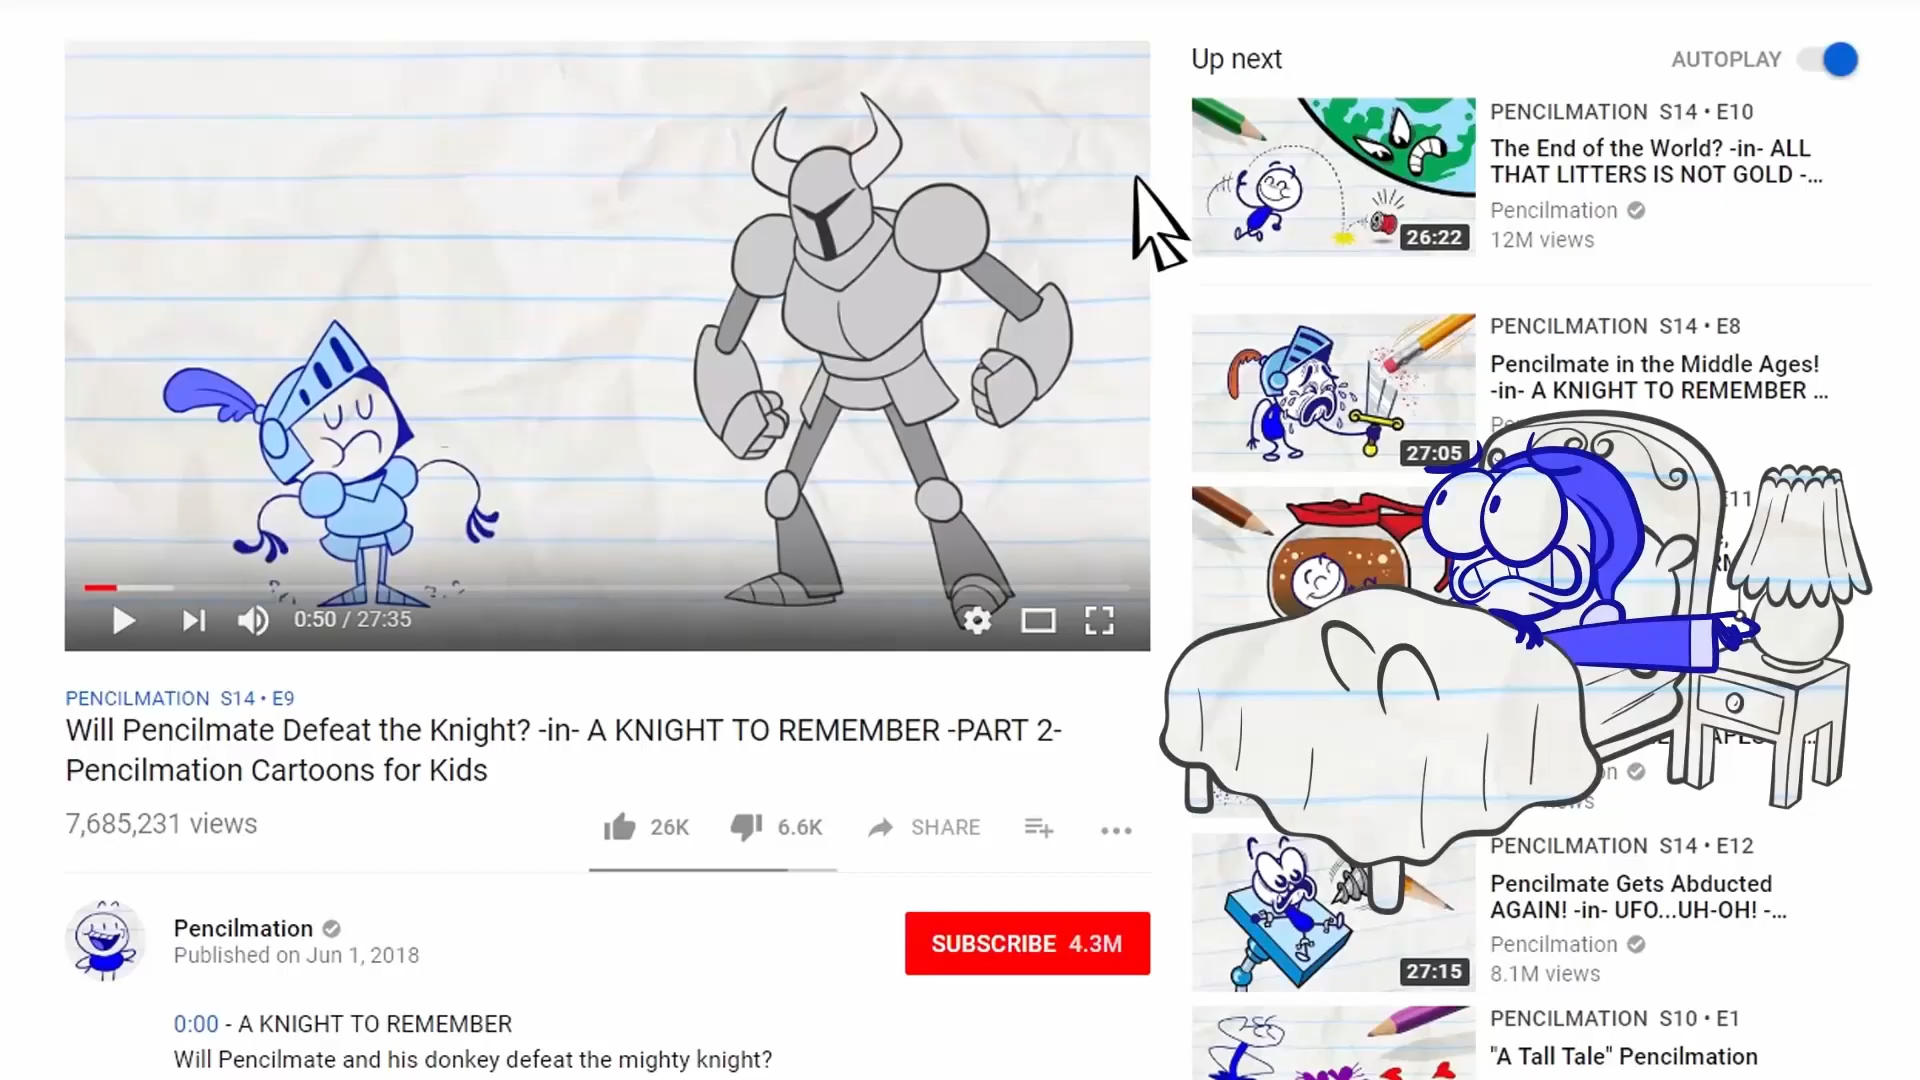 Up next
AUTOPLAY
PENCILMATION S14 • E10
The End of the World? -in- ALL
THAT LITTERS IS NOT GOLD -...
Pencilmation
12M views
26:22
PENCILMATION S14 • E8
Pencilmate in the Middle Ages!
-in- A KNIGHT TO REMEMBER ...
27:05
0:50 / 27:35
PENCILMATION S14 • E9
Will Pencilmate Defeat the Knight? -in- A KNIGHT TO REMEMBER -PART 2-
Pencilmation Cartoons for Kids
7,685,231 views
26K
6.6K
SHARE
Pencilmation
Published on Jun 1, 2018
SUBSCRIBE 4.3M
0:00 - A KNIGHT TO REMEMBER
Will Pencilmate and his donkey defeat the mighty knight?
PENCILMATION S14 • E12
Pencilmate Gets Abducted
AGAIN! -in- UFO...UH-OH! -...
Pencilmation
8.1M views
27:15
PENCILMATION S10 • E1
"A Tall Tale" Pencilmation